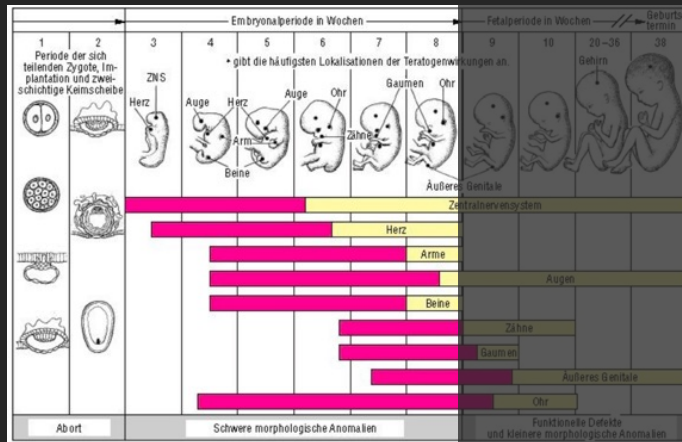 Embryonalperiode in Wochen
Fetalperiode in Wochen
Geburts-
termin
1
2
3
4
5
6
7
8
9
10
20–36
38
Periode der sich
teilenden Zygote, Im-
plantation und zwei-
schichtige Keimscheibe
• gibt die häufigsten Lokalisationen der Teratogenwirkungen an.
ZNS
Herz
Auge
Herz
Auge
Ohr
Gaumen
Ohr
Gehirn
Arm
Zähne
Beine
Äußeres Genitale
Zentralnervensystem
Herz
Arme
Augen
Beine
Zähne
Gaumen
Äußeres Genitale
Ohr
Abort
Schwere morphologische Anomalien
Funktionelle Defekte
und kleinere morphologische Anomalien